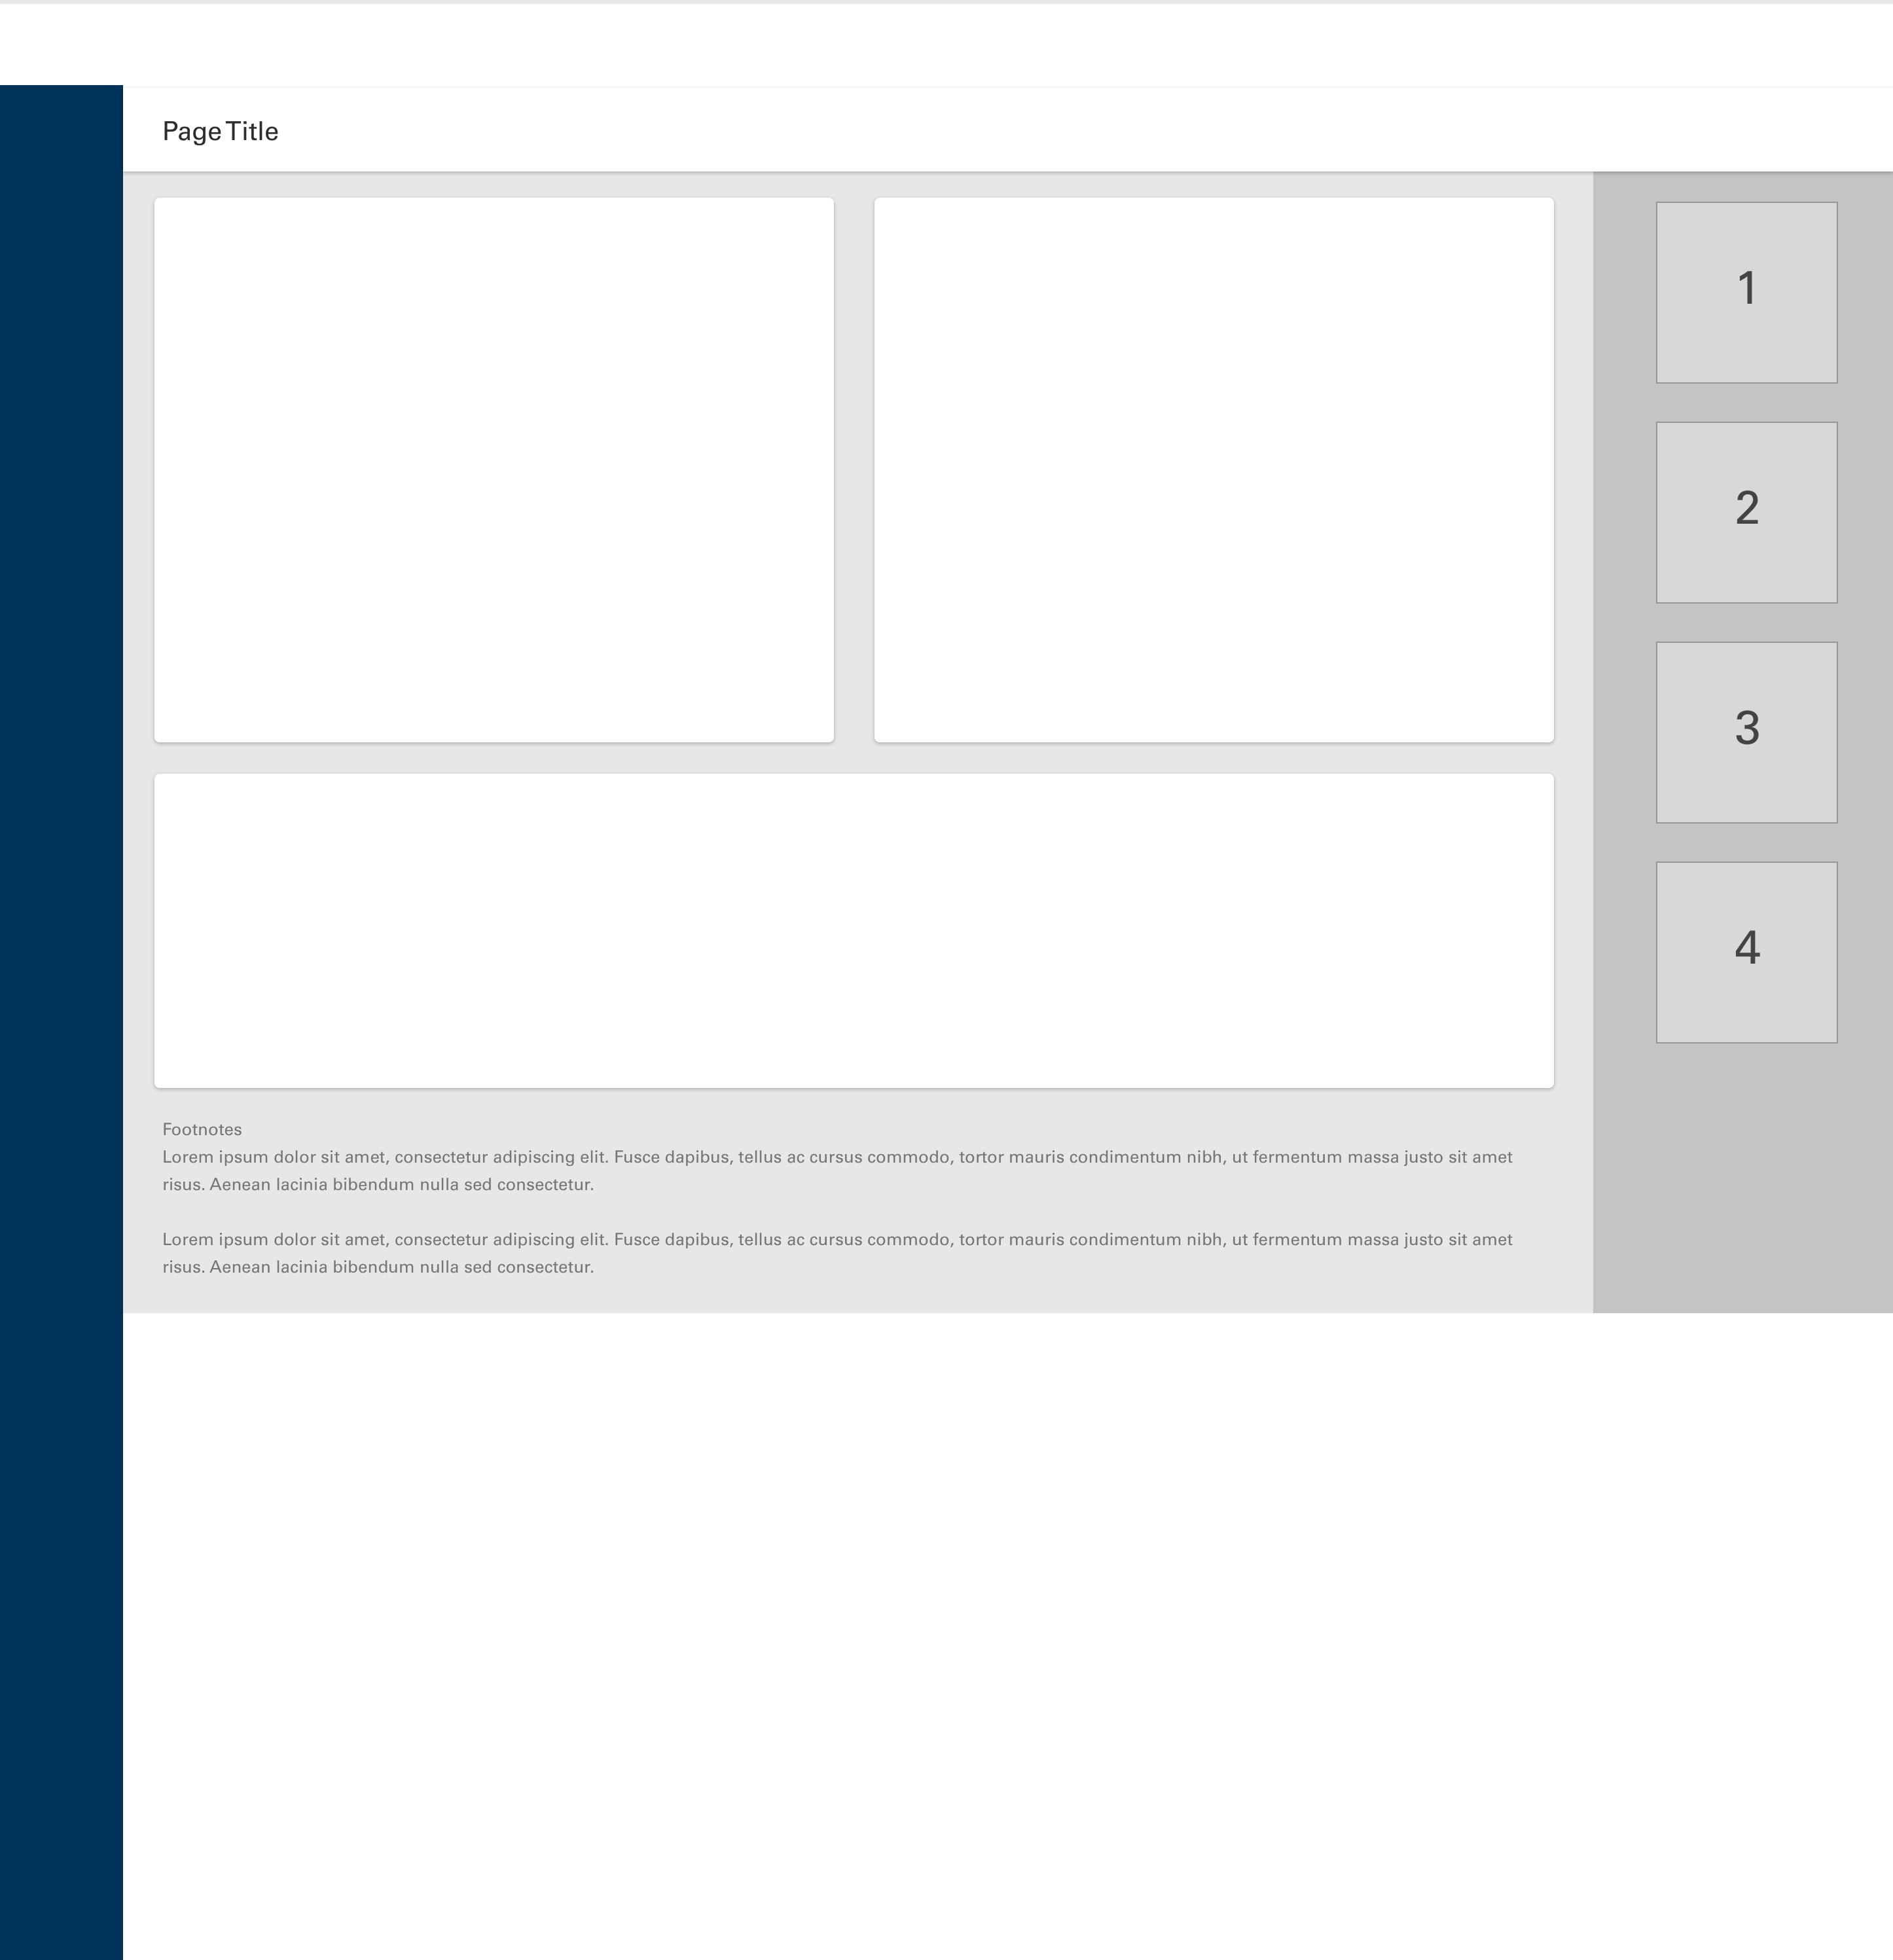 Page Title
1
2
3
4
Footnotes
Lorem ipsum dolor sit amet, consectetur adipiscing elit. Fusce dapibus, tellus ac cursus commodo, tortor mauris condimentum nibh, ut fermentum massa justo sit amet
risus. Aenean lacinia bibendum nulla sed consectetur.
Lorem ipsum dolor sit amet, consectetur adipiscing elit. Fusce dapibus, tellus ac cursus commodo, tortor mauris condimentum nibh, ut fermentum massa justo sit amet
risus. Aenean lacinia bibendum nulla sed consectetur.